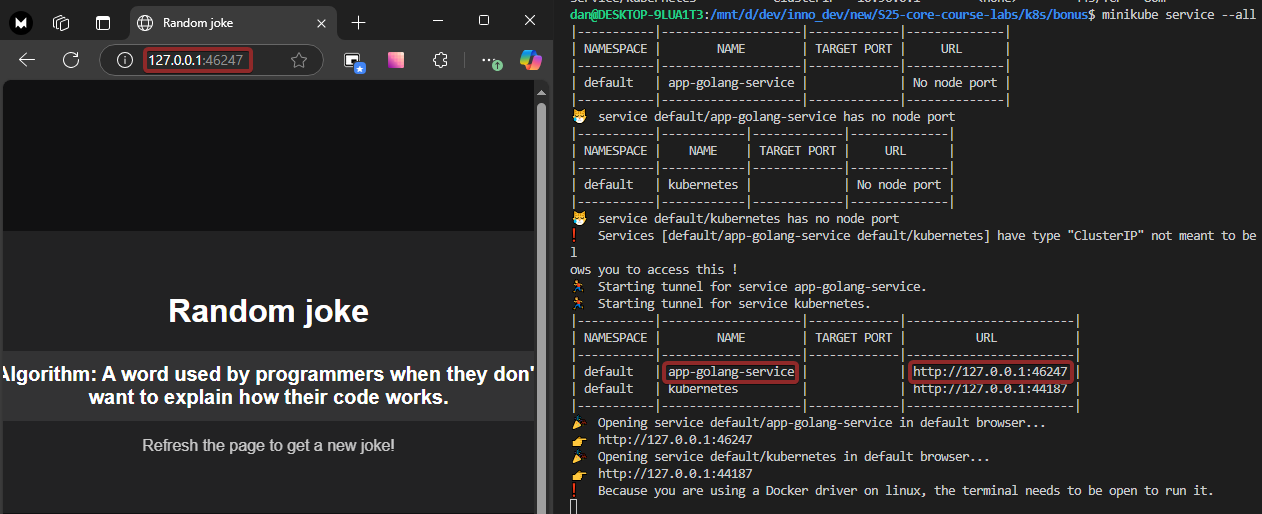 Random joke
127.0.0.1:46247
Random joke
Algorithm: A word used by programmers when they don'
want to explain how their code works.
Refresh the page to get a new joke!
dan@DESKTOP-9LUA1T3:/mnt/d/dev/inno_dev/new/S25-core-course-labs/k8s/bonus$ minikube service --all
|-----------|--------------------|-------------|--------------|
| NAMESPACE | NAME | TARGET PORT | URL |
|-----------|--------------------|-------------|--------------|
| default | app-golang-service | | No node port |
|-----------|--------------------|-------------|--------------|
😿 service default/app-golang-service has no node port
|-----------|------------|-------------|--------------|
| NAMESPACE | NAME | TARGET PORT | URL |
|-----------|------------|-------------|--------------|
| default | kubernetes | | No node port |
|-----------|------------|-------------|--------------|
😿 service default/kubernetes has no node port
❗ Services [default/app-golang-service default/kubernetes] have type "ClusterIP" not meant to be
l
ows you to access this !
🏃 Starting tunnel for service app-golang-service.
🏃 Starting tunnel for service kubernetes.
|-----------|--------------------|-------------|------------------------|
| NAMESPACE | NAME | TARGET PORT | URL |
|-----------|--------------------|-------------|------------------------|
| default | app-golang-service | | http://127.0.0.1:46247 |
| default | kubernetes | | http://127.0.0.1:44187 |
|-----------|--------------------|-------------|------------------------|
🎉 Opening service default/app-golang-service in default browser...
👉 http://127.0.0.1:46247
🎉 Opening service default/kubernetes in default browser...
👉 http://127.0.0.1:44187
❗ Because you are using a Docker driver on linux, the terminal needs to be open to run it.